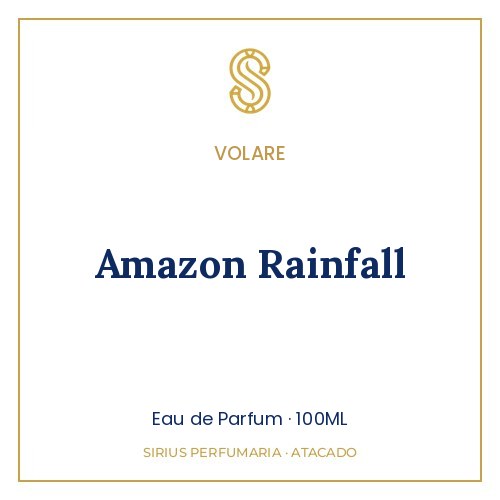 VOLARE
Amazon Rainfall
Eau de Parfum · 100ML
SIRIUS PERFUMARIA · ATACADO